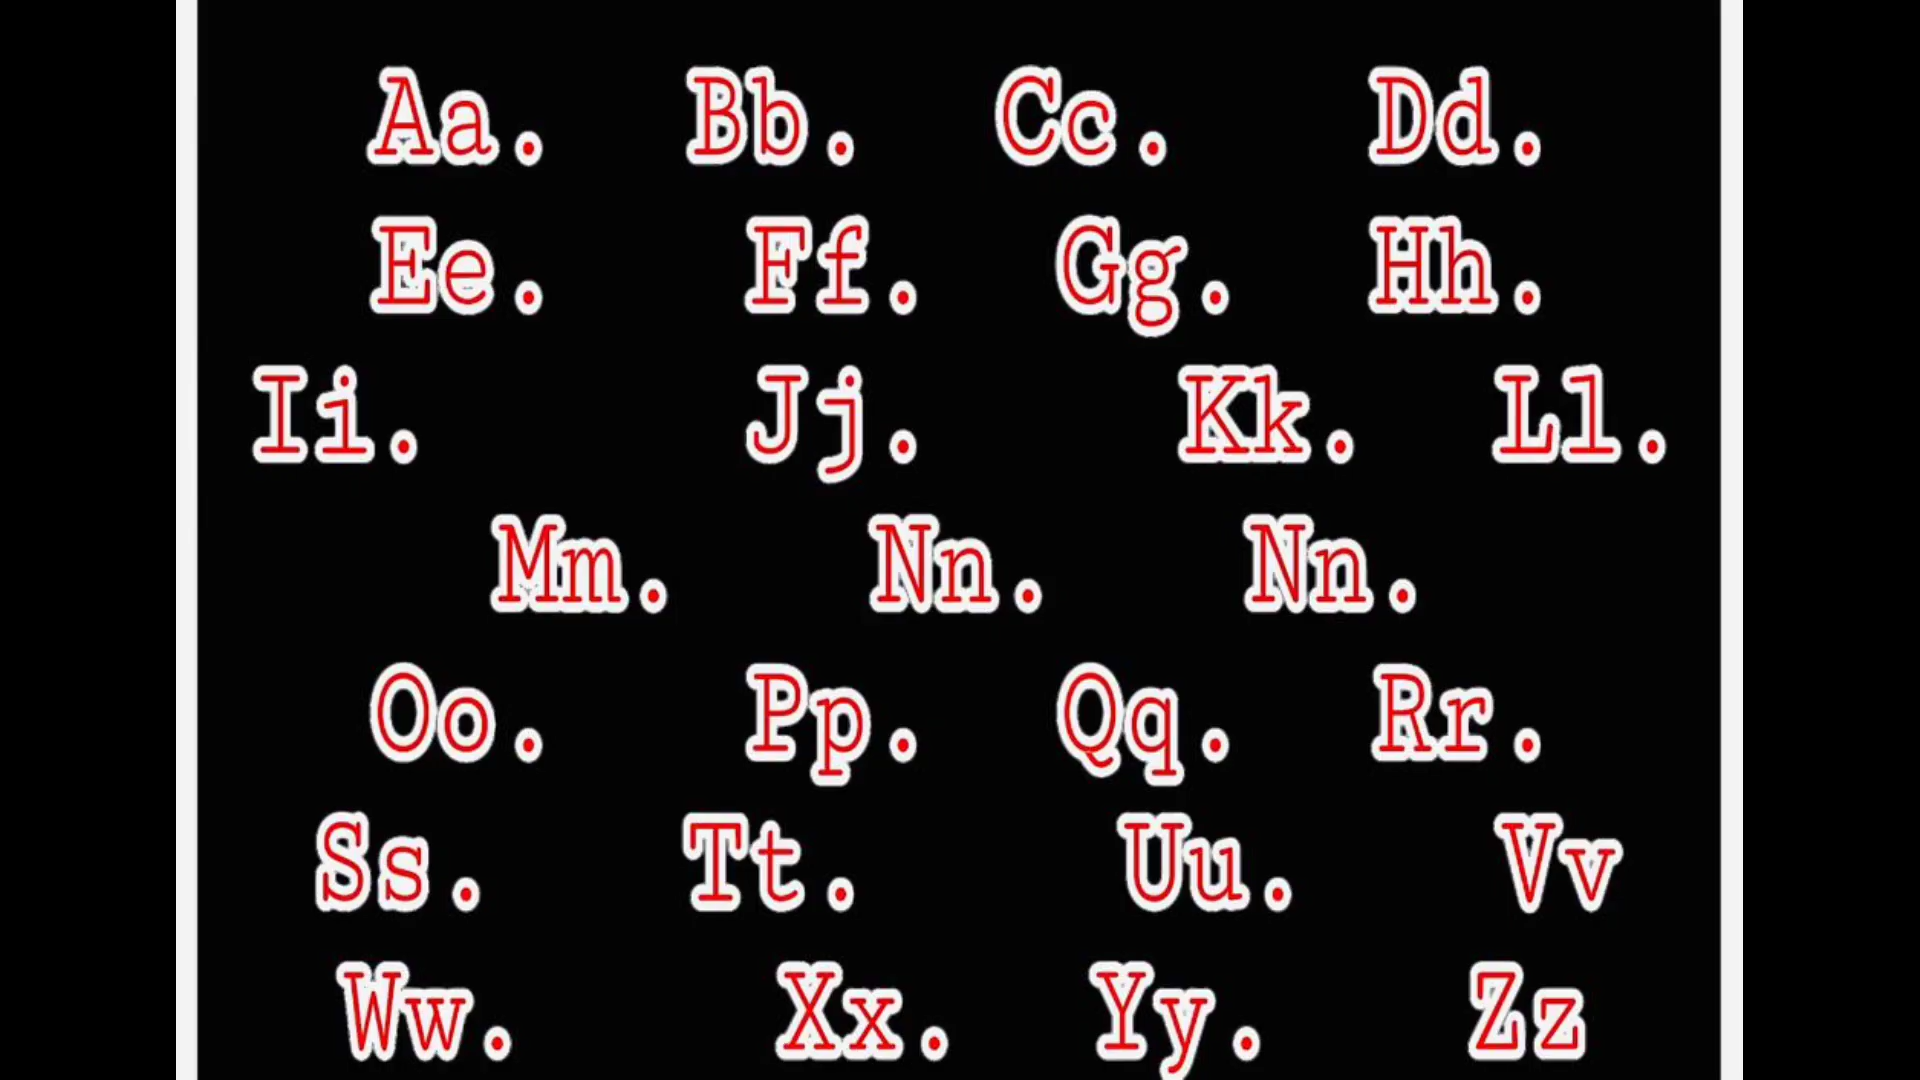 Aa. Bb. Cc. Dd.
Ee. Ff. Gg. Hh.
Ii. Jj. Kk. Ll.
Mm. Nn. Nn.
Oo. Pp. Qq. Rr.
Ss. Tt. Uu. Vv
Ww. Xx. Yy. Zz